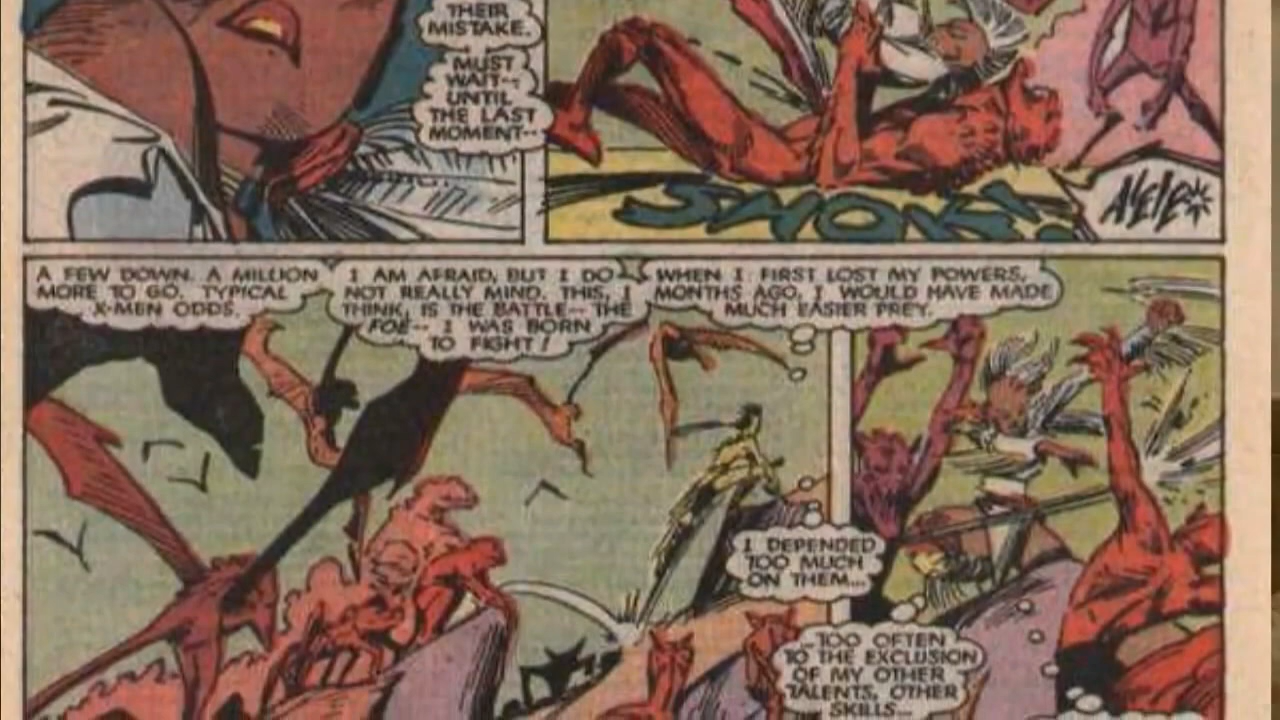 THEIR
MISTAKE.
MUST
WAIT--
UNTIL
THE LAST
MOMENT--
SHOK!
A FEW DOWN. A MILLION
MORE TO GO. TYPICAL
X-MEN ODDS.
I AM AFRAID, BUT I DO
NOT REALLY MIND. THIS, I
THINK, IS THE BATTLE-- THE
FOE-- I WAS BORN
TO FIGHT!
WHEN I FIRST LOST MY POWERS,
MONTHS AGO, I WOULD HAVE MADE
MUCH EASIER PREY.
I DEPENDED
TOO MUCH
ON THEM...
...TOO OFTEN
TO THE EXCLUSION
OF MY OTHER
TALENTS, OTHER
SKILLS...